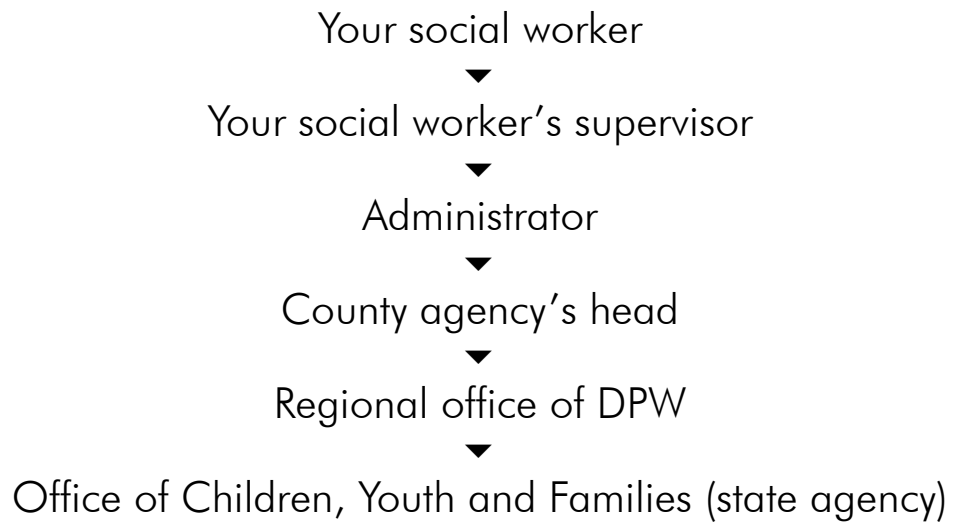 Your social worker
Your social worker’s supervisor
Administrator
County agency’s head
Regional office of DPW
Office of Children, Youth and Families (state agency)